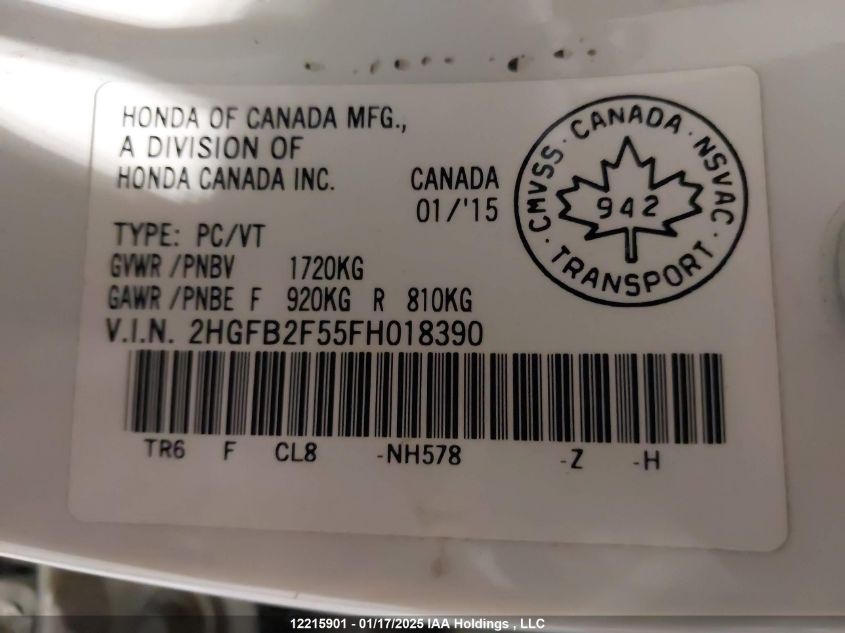 HONDA OF CANADA MFG.,
A DIVISION OF
HONDA CANADA INC.
CANADA
01/'15
CMVSS · CANADA · NSVAC · TRANSPORT ·
942
TYPE: PC/VT
GVWR /PNBV 1720KG
GAWR /PNBE F 920KG R 810KG
V.I.N. 2HGFB2F55FH018390
TR6 F CL8 -NH578 -Z -H
12215901 - 01/17/2025 IAA Holdings , LLC